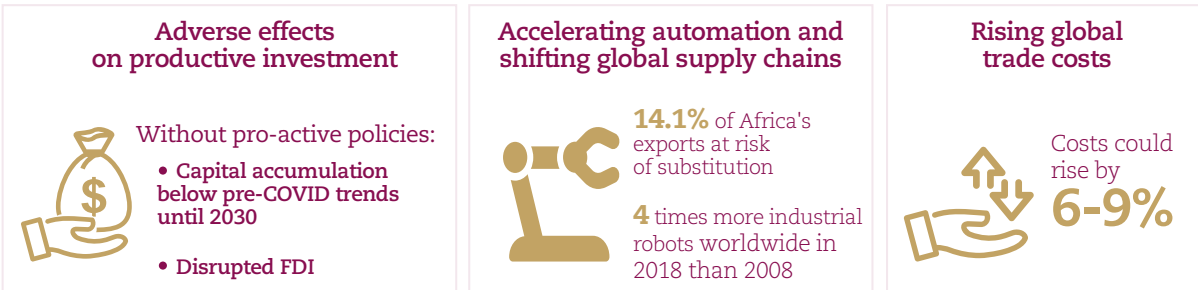 Adverse effects
on productive investment
Without pro-active policies:
• Capital accumulation
below pre-COVID trends
until 2030
• Disrupted FDI
$
Accelerating automation and
shifting global supply chains
14.1% of Africa's
exports at risk
of substitution
4 times more industrial
robots worldwide in
2018 than 2008
Rising global
trade costs
Costs could
rise by
6-9%